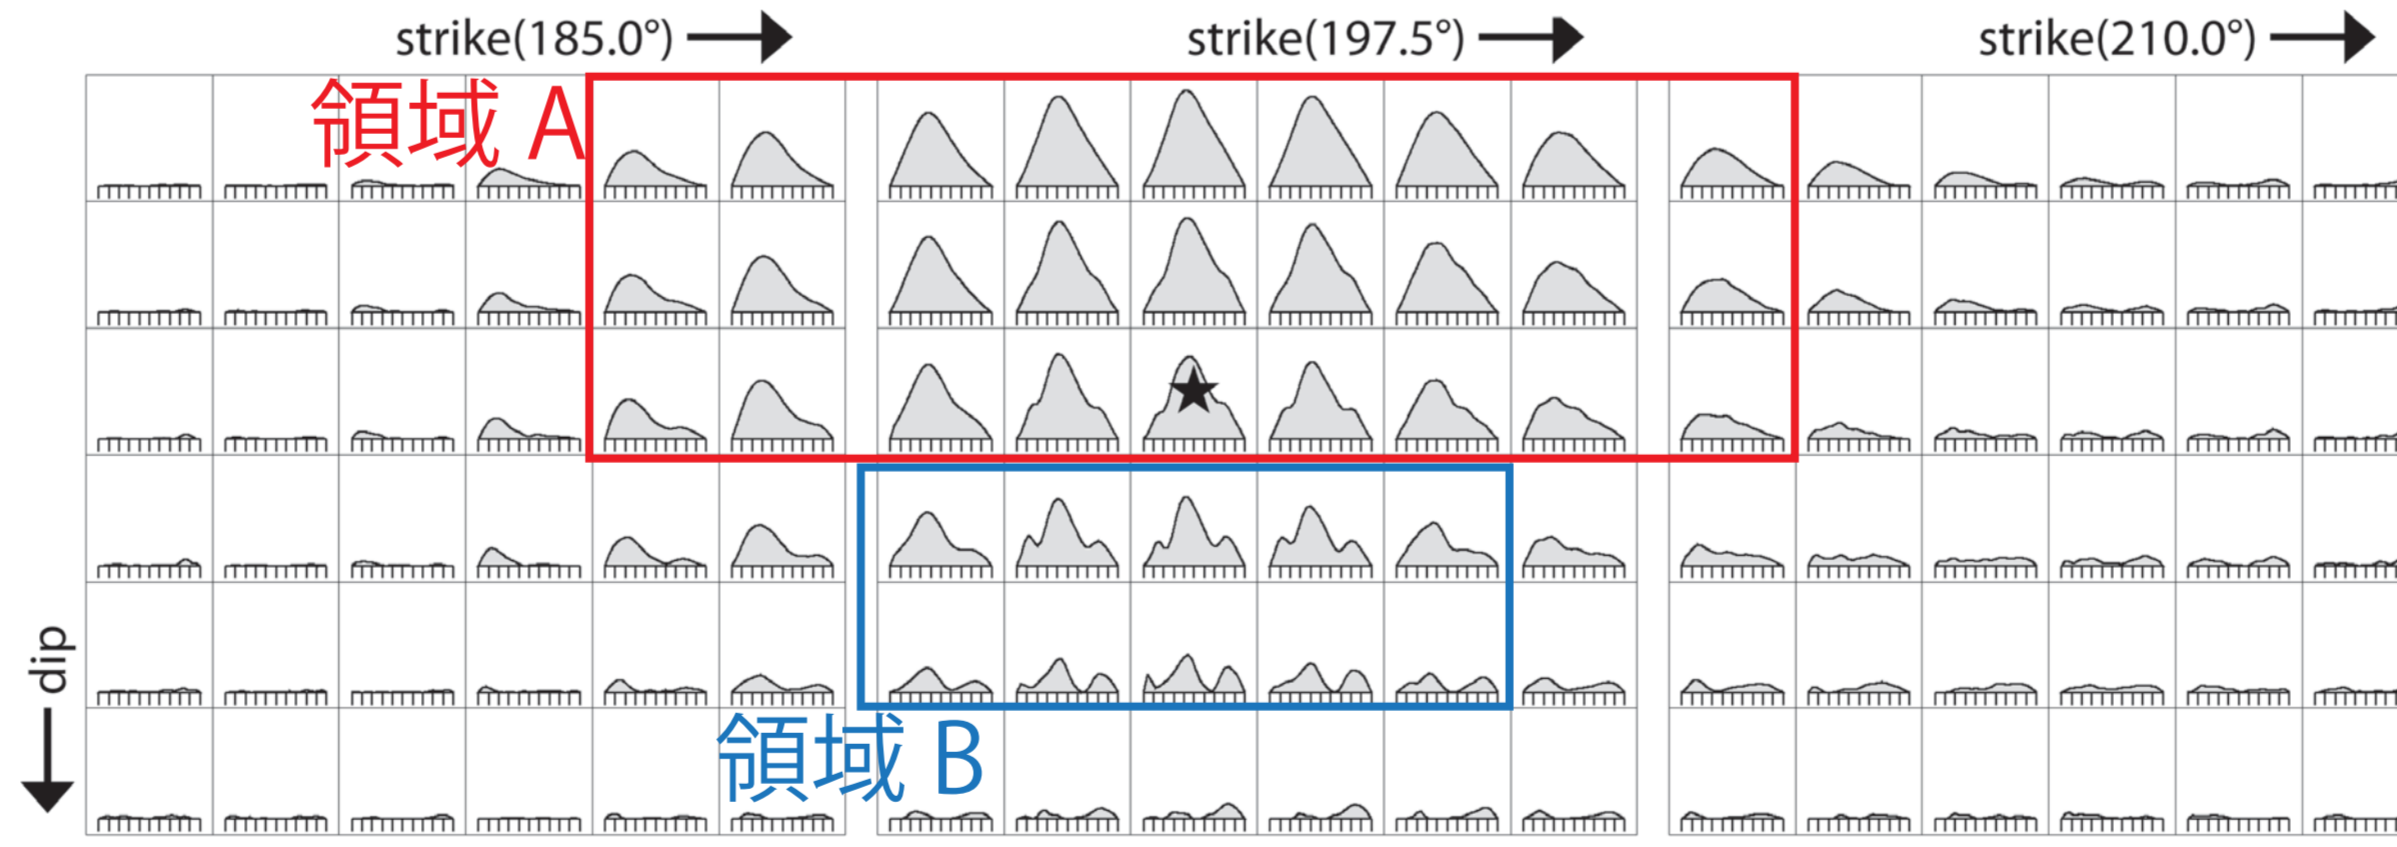 strike(185.0°)
strike(197.5°)
strike(210.0°)
領域 A
dip
領域 B